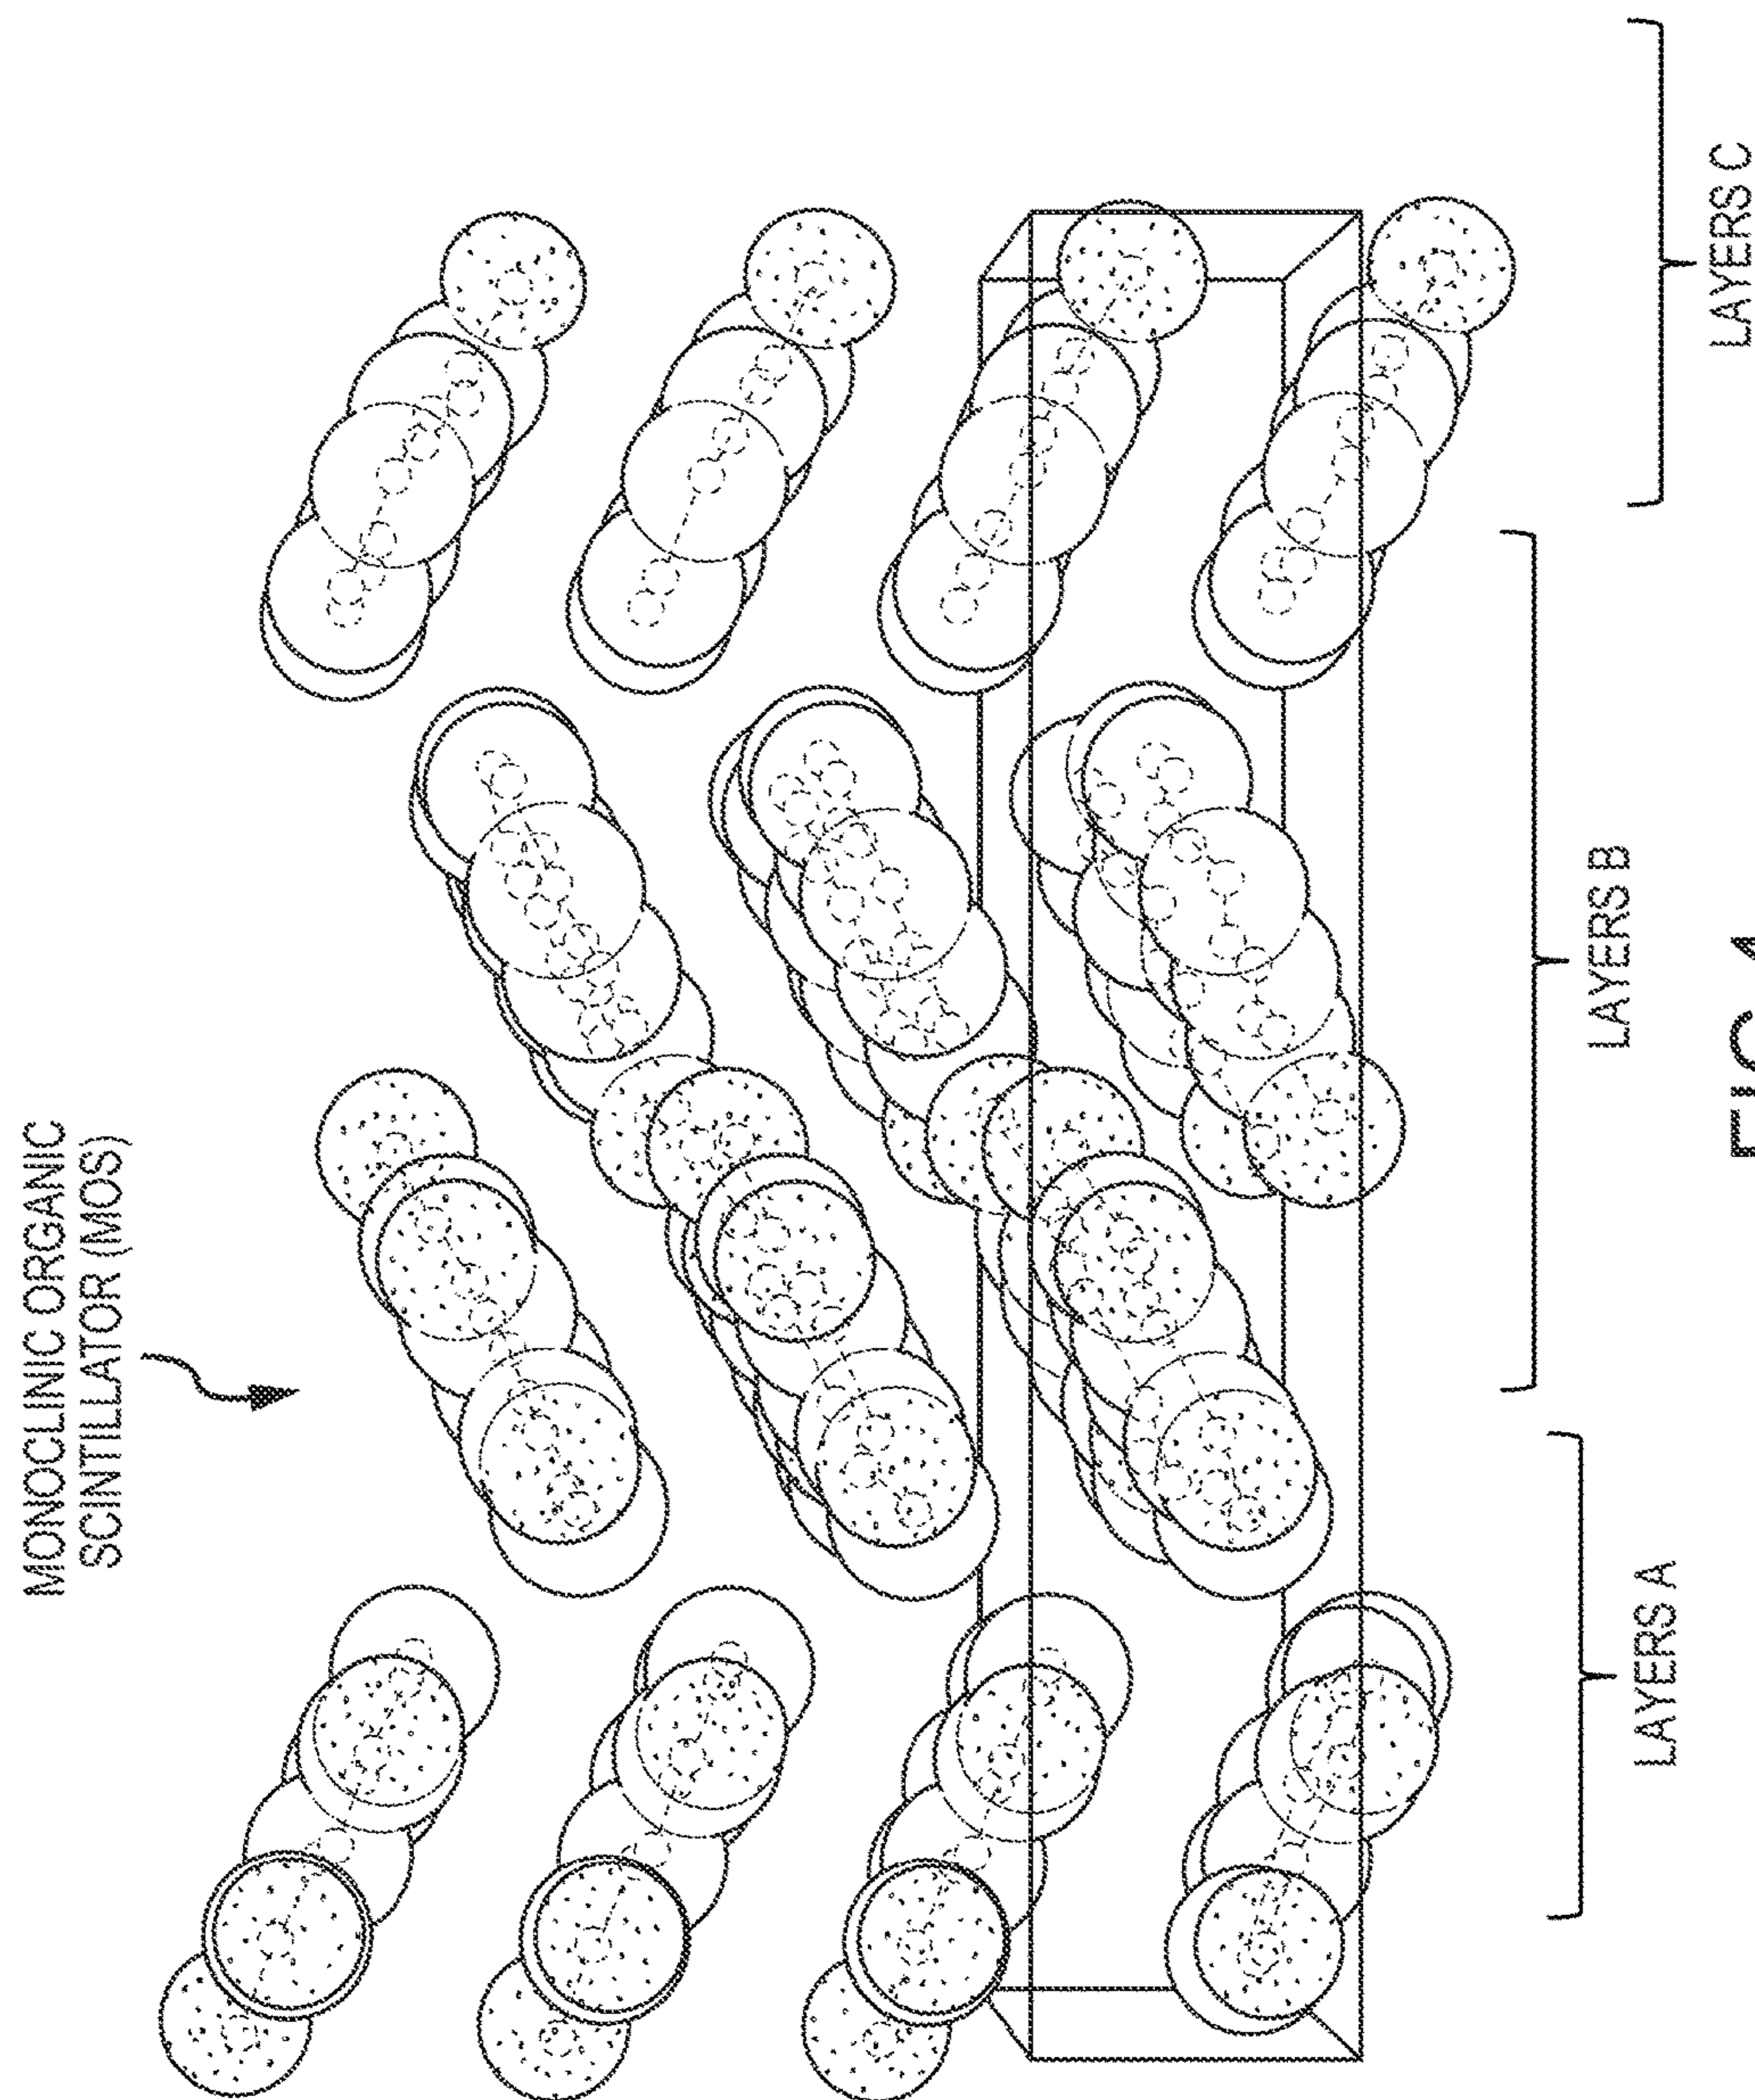 MONOCLINIC ORGANIC
SCINTILLATOR (MOS)
LAYERS A
LAYERS B
LAYERS C